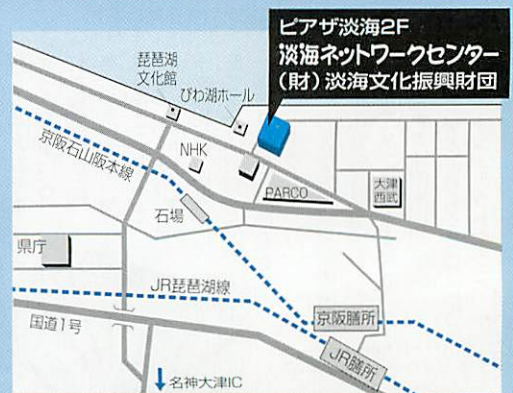 ピアザ淡海2F
淡海ネットワークセンター
(財)淡海文化振興財団
琵琶湖
文化館
びわ湖ホール
京阪石山阪本線
NHK
PARCO
大津
西武
石場
県庁
JR琵琶湖線
国道1号
京阪膳所
JR膳所
名神大津IC